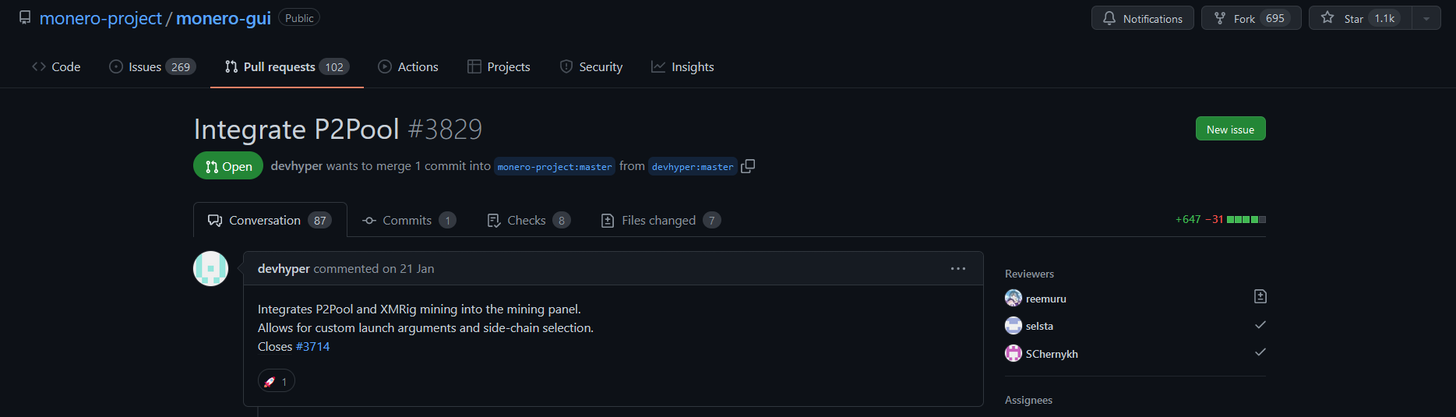 monero-project / monero-gui Public Notifications Fork 695 Star 1.1k
Code Issues 269 Pull requests 102 Actions Projects Security Insights
Integrate P2Pool #3829 New issue
Open devhyper wants to merge 1 commit into monero-project:master from devhyper:master
Conversation 87 Commits 1 Checks 8 Files changed 7 +647 −31
devhyper commented on 21 Jan
Integrates P2Pool and XMRig mining into the mining panel.
Allows for custom launch arguments and side-chain selection.
Closes #3714
1
Reviewers
reemuru
selsta
SChernykh
Assignees